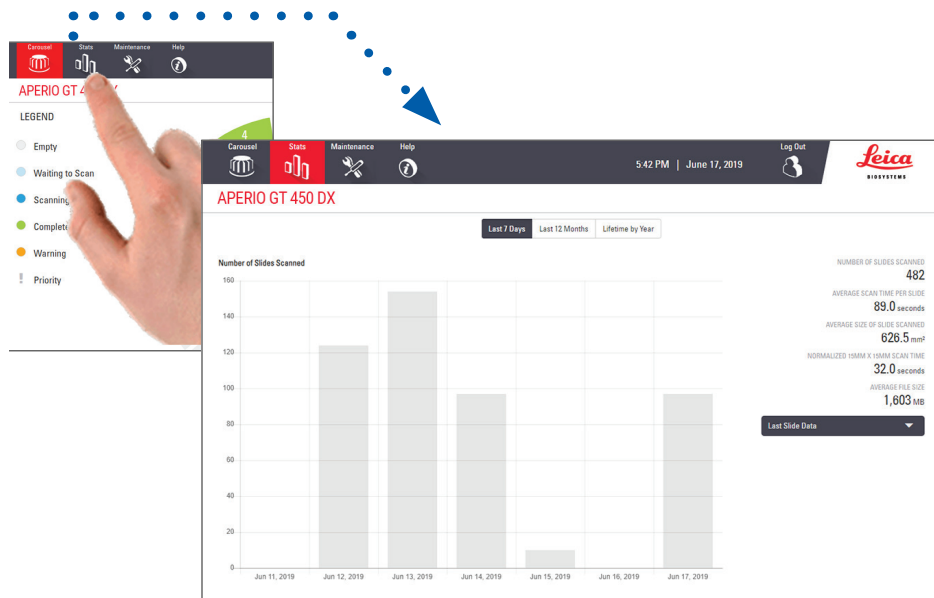 Carousel Stats Maintenance Help
APERIO GT 4
LEGEND
Empty
Waiting to Scan
Scanning
Complete
Warning
Priority
4
Carousel Stats Maintenance Help
5:42 PM | June 17, 2019
Log Out
Leica
BIOSYSTEMS
APERIO GT 450 DX
Last 7 Days Last 12 Months Lifetime by Year
Number of Slides Scanned
160
140
120
100
80
60
40
20
0
Jun 11, 2019 Jun 12, 2019 Jun 13, 2019 Jun 14, 2019 Jun 15, 2019 Jun 16, 2019 Jun 17, 2019
NUMBER OF SLIDES SCANNED
482
AVERAGE SCAN TIME PER SLIDE
89.0 seconds
AVERAGE SIZE OF SLIDE SCANNED
626.5 mm²
NORMALIZED 15MM X 15MM SCAN TIME
32.0 seconds
AVERAGE FILE SIZE
1,603 MB
Last Slide Data